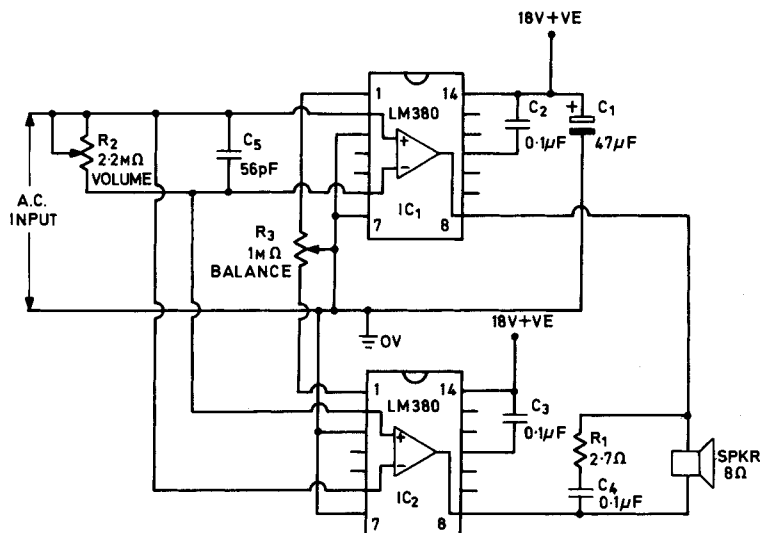 18V+VE
1
14
LM380
+
-
IC1
7
8
C2
0·1µF
+
C1
47µF
R2
2·2MΩ
VOLUME
C5
56pF
A.C.
INPUT
R3
1MΩ
BALANCE
0V
18V+VE
1
14
LM380
+
-
IC2
7
8
C3
0·1µF
R1
2·7Ω
C4
0·1µF
SPKR
8Ω